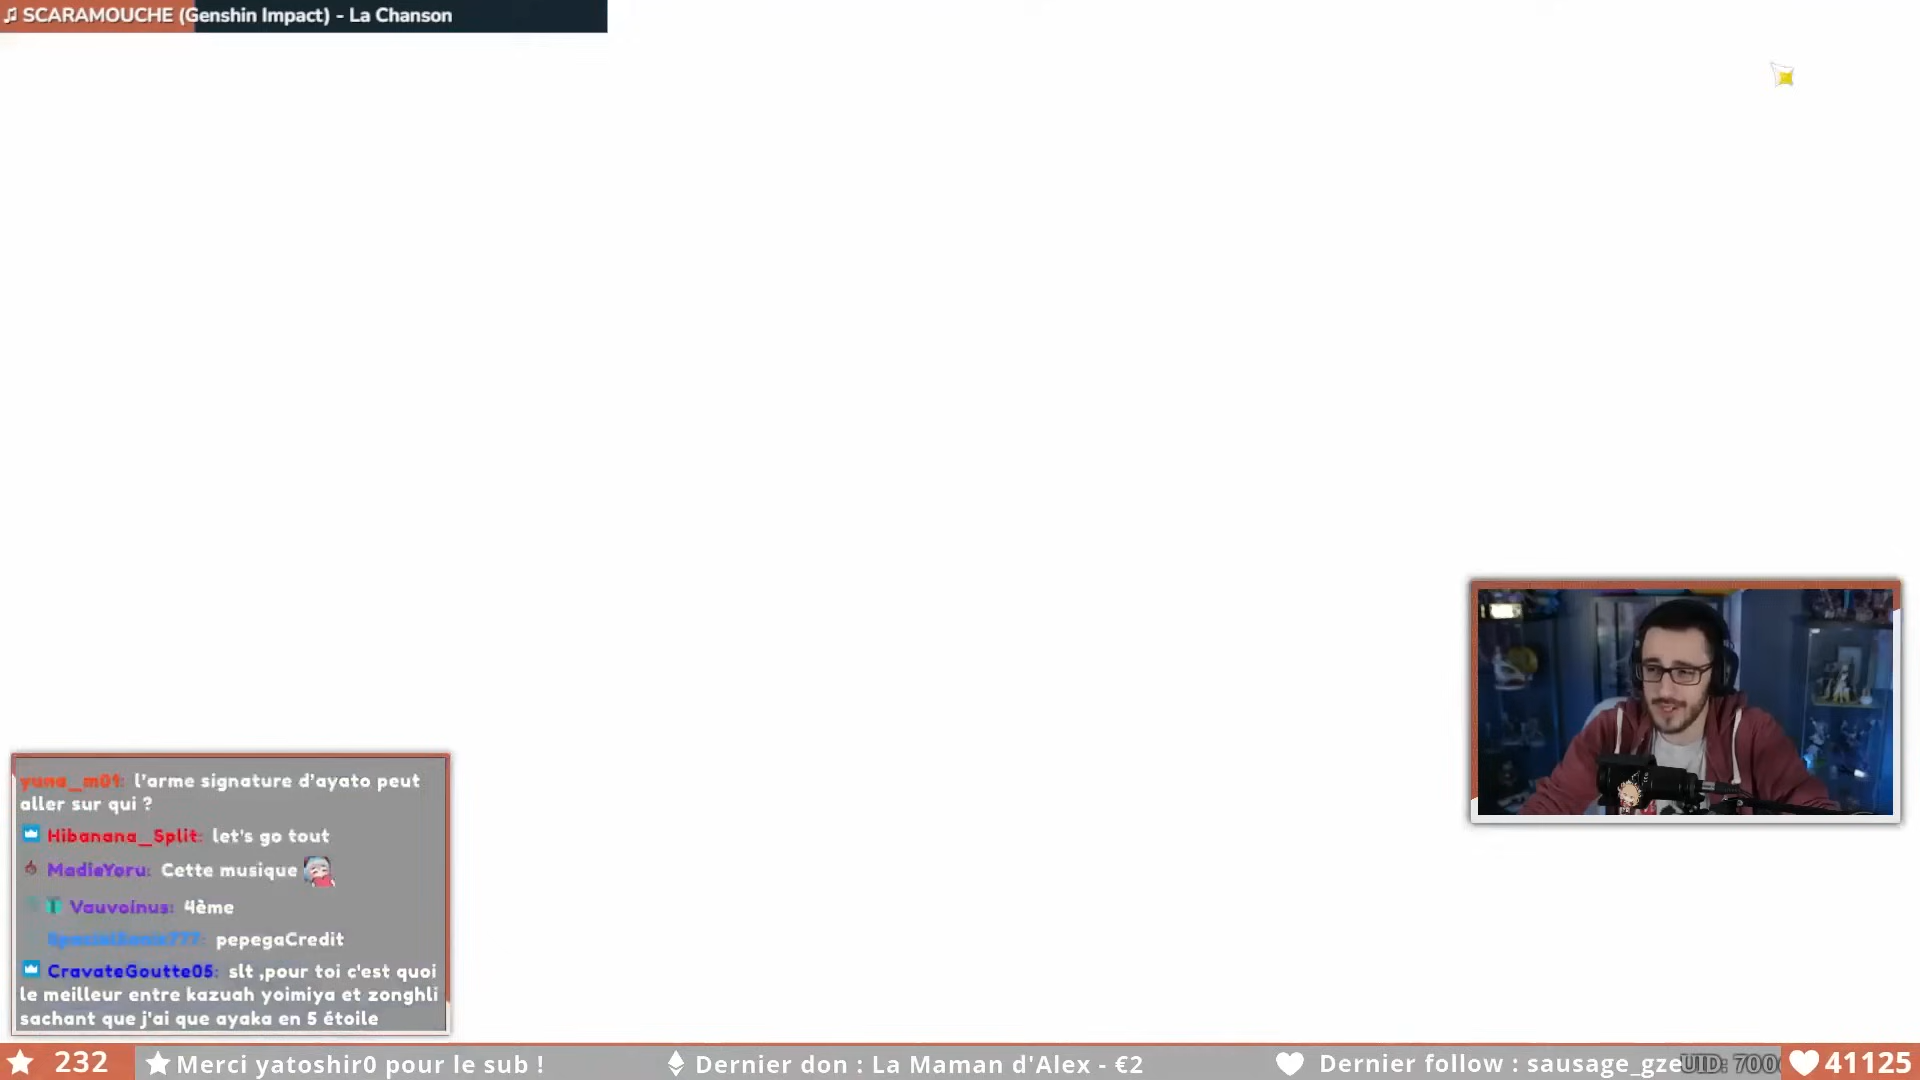 ♫ SCARAMOUCHE (Genshin Impact) - La Chanson
yuna_m01: l'arme signature d'ayato peut
aller sur qui ?
Hibanana_Split: let's go tout
MadieYoru: Cette musique
Vauvoinus: 4ème
pepegaCredit
CravateGoutte05: slt ,pour toi c'est quoi
le meilleur entre kazuah yoimiya et zonghli
sachant que j'ai que ayaka en 5 étoile
232
Merci yatoshir0 pour le sub !
Dernier don : La Maman d'Alex - €2
Dernier follow : sausage_gze
UID: 700
41125